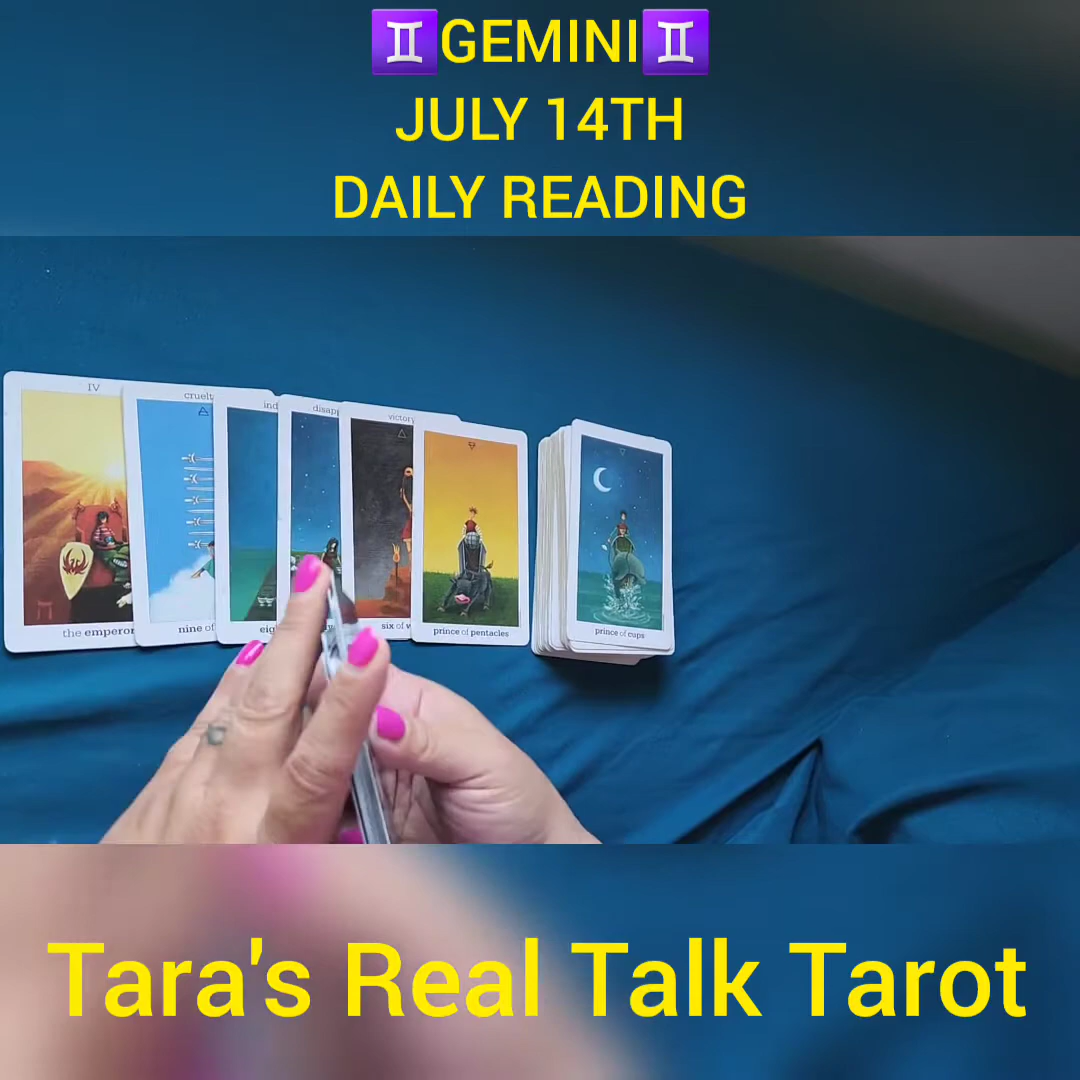 ♊GEMINI♊
JULY 14TH
DAILY READING
IV
the emperor
nine of
victory
six of
prince of pentacles
prince of cups
Tara's Real Talk Tarot